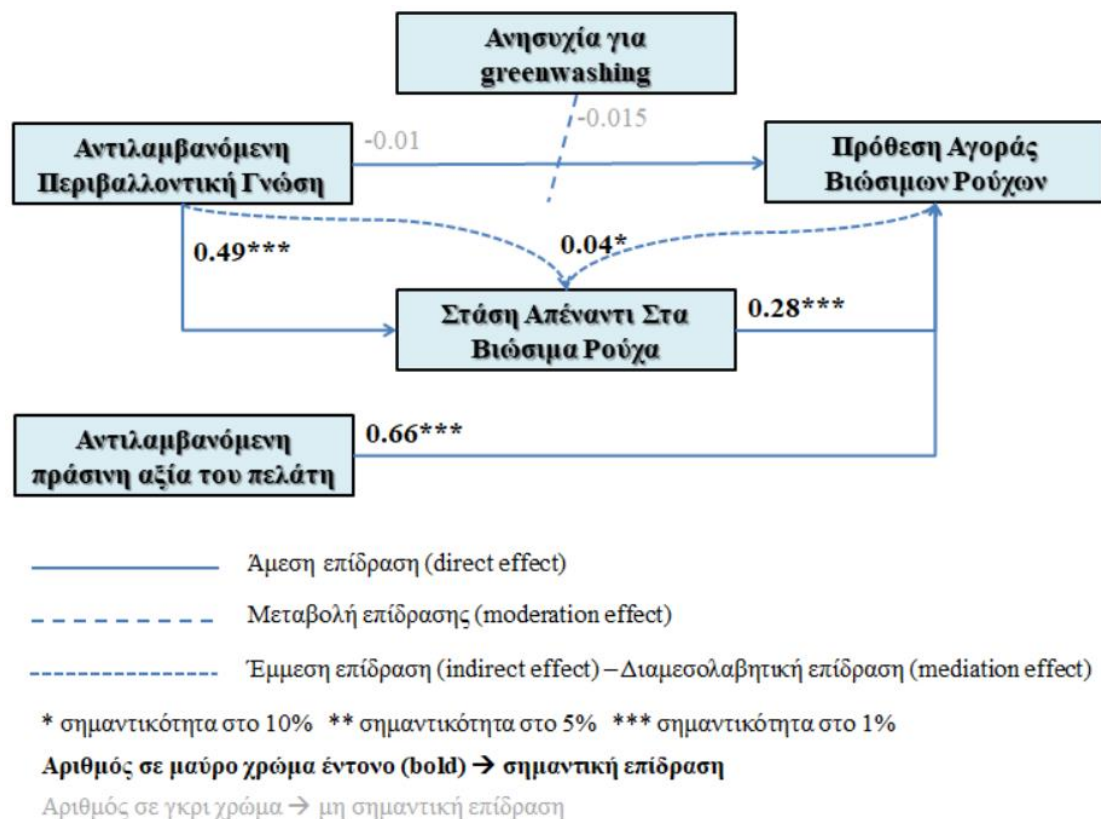 Ανησυχία για
greenwashing
-0.015
Αντιλαμβανόμενη
Περιβαλλοντική Γνώση
-0.01
Πρόθεση Αγοράς
Βιώσιμων Ρούχων
0.49***
0.04*
Στάση Απέναντι Στα
Βιώσιμα Ρούχα
0.28***
Αντιλαμβανόμενη
πράσινη αξία του πελάτη
0.66***
Άμεση επίδραση (direct effect)
Μεταβολή επίδρασης (moderation effect)
Έμμεση επίδραση (indirect effect) – Διαμεσολαβητική επίδραση (mediation effect)
* σημαντικότητα στο 10% ** σημαντικότητα στο 5% *** σημαντικότητα στο 1%
Αριθμός σε μαύρο χρώμα έντονο (bold) → σημαντική επίδραση
Αριθμός σε γκρι χρώμα → μη σημαντική επίδραση